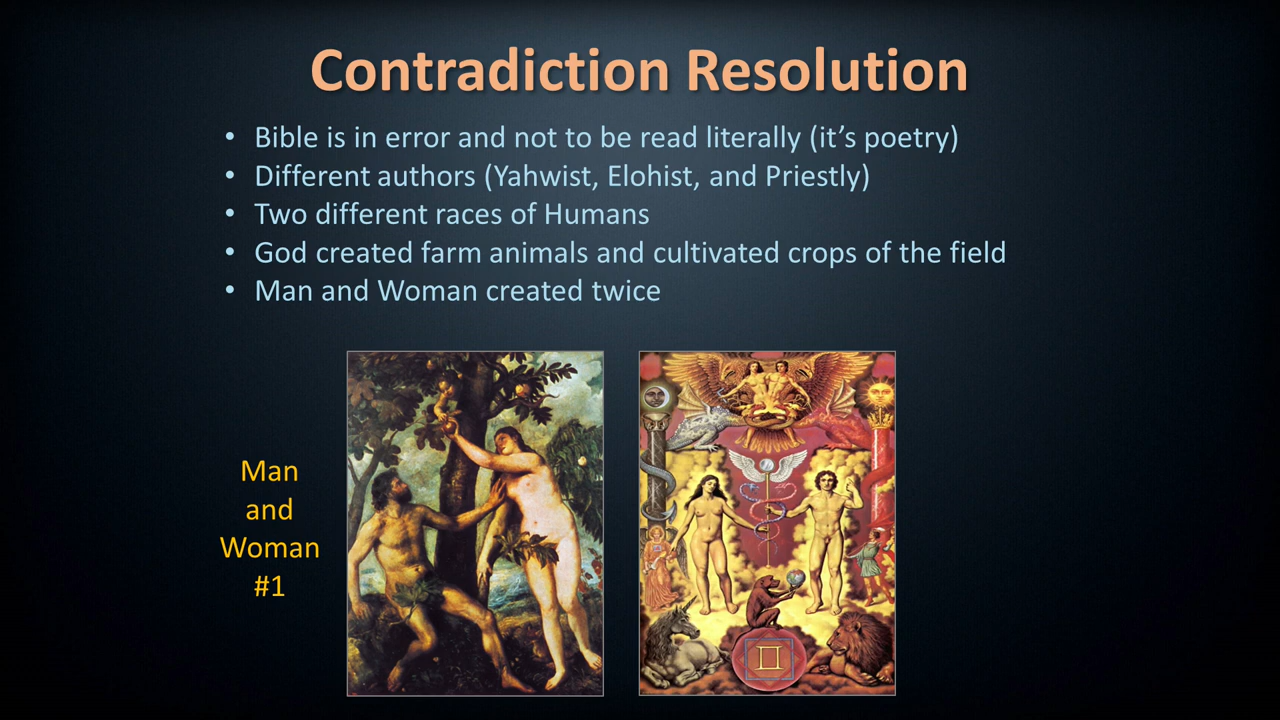 Contradiction Resolution
• Bible is in error and not to be read literally (it’s poetry)
• Different authors (Yahwist, Elohist, and Priestly)
• Two different races of Humans
• God created farm animals and cultivated crops of the field
• Man and Woman created twice
Man
and
Woman
#1